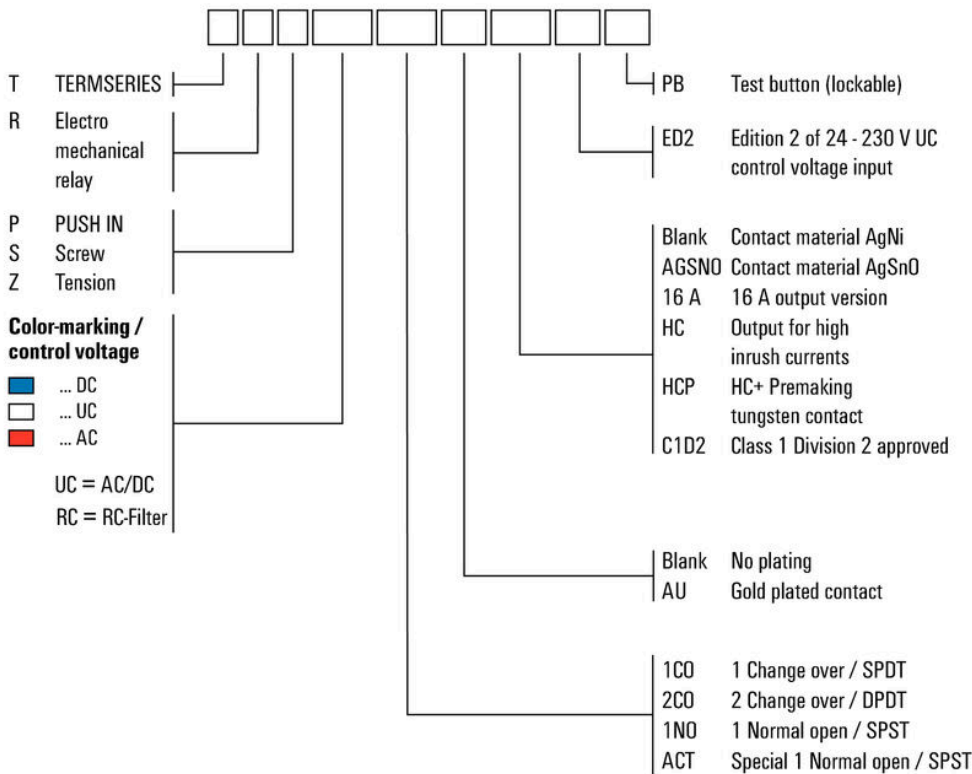 T TERMSERIES
R Electro
mechanical
relay
P PUSH IN
S Screw
Z Tension
Color-marking /
control voltage
... DC
... UC
... AC
UC = AC/DC
RC = RC-Filter
PB Test button (lockable)
ED2 Edition 2 of 24 - 230 V UC
control voltage input
Blank Contact material AgNi
AGSNO Contact material AgSnO
16 A 16 A output version
HC Output for high
inrush currents
HCP HC+ Premaking
tungsten contact
C1D2 Class 1 Division 2 approved
Blank No plating
AU Gold plated contact
1CO 1 Change over / SPDT
2CO 2 Change over / DPDT
1NO 1 Normal open / SPST
ACT Special 1 Normal open / SPST